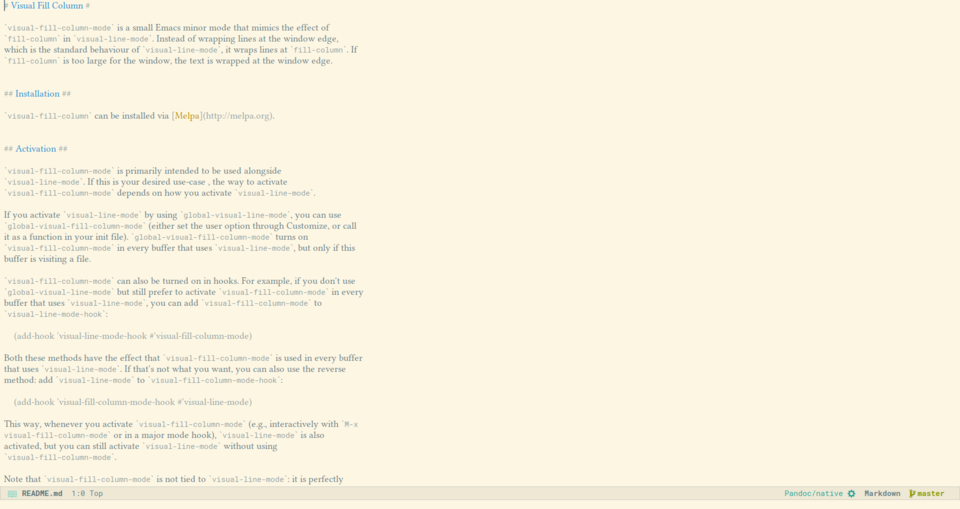 # Visual Fill Column #
`visual-fill-column-mode` is a small Emacs minor mode that mimics the effect of
`fill-column` in `visual-line-mode`. Instead of wrapping lines at the window edge,
which is the standard behaviour of `visual-line-mode`, it wraps lines at `fill-column`. If
`fill-column` is too large for the window, the text is wrapped at the window edge.
## Installation ##
`visual-fill-column` can be installed via [Melpa](http://melpa.org).
## Activation ##
`visual-fill-column-mode` is primarily intended to be used alongside
`visual-line-mode`. If this is your desired use-case , the way to activate
`visual-fill-column-mode` depends on how you activate `visual-line-mode`.
If you activate `visual-line-mode` by using `global-visual-line-mode`, you can use
`global-visual-fill-column-mode` (either set the user option through Customize, or call
it as a function in your init file). `global-visual-fill-column-mode` turns on
`visual-fill-column-mode` in every buffer that uses `visual-line-mode`, but only if this
buffer is visiting a file.
`visual-fill-column-mode` can also be turned on in hooks. For example, if you don't use
`global-visual-line-mode` but still prefer to activate `visual-fill-column-mode` in every
buffer that uses `visual-line-mode`, you can add `visual-fill-column-mode` to
`visual-line-mode-hook`:
(add-hook 'visual-line-mode-hook #'visual-fill-column-mode)
Both these methods have the effect that `visual-fill-column-mode` is used in every buffer
that uses `visual-line-mode`. If that's not what you want, you can also use the reverse
method: add `visual-line-mode` to `visual-fill-column-mode-hook`:
(add-hook 'visual-fill-column-mode-hook #'visual-line-mode)
This way, whenever you activate `visual-fill-column-mode` (e.g., interactively with `M-x
visual-fill-column-mode` or in a major mode hook), `visual-line-mode` is also
activated, but you can still activate `visual-line-mode` without using
`visual-fill-column-mode`.
Note that `visual-fill-column-mode` is not tied to `visual-line-mode`: it is perfectly
README.md 1:0 Top Pandoc/native Markdown master